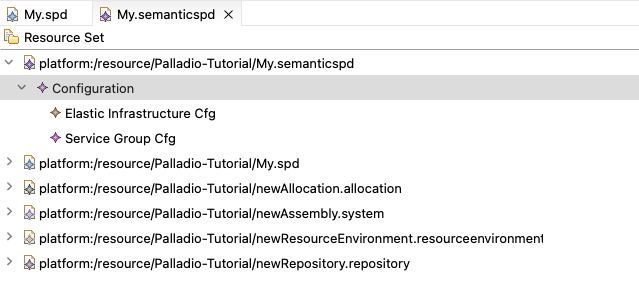 My.spd
My.semanticspd
Resource Set
platform:/resource/Palladio-Tutorial/My.semanticspd
Configuration
Elastic Infrastructure Cfg
Service Group Cfg
platform:/resource/Palladio-Tutorial/My.spd
platform:/resource/Palladio-Tutorial/newAllocation.allocation
platform:/resource/Palladio-Tutorial/newAssembly.system
platform:/resource/Palladio-Tutorial/newResourceEnvironment.resourceenvironment
platform:/resource/Palladio-Tutorial/newRepository.repository